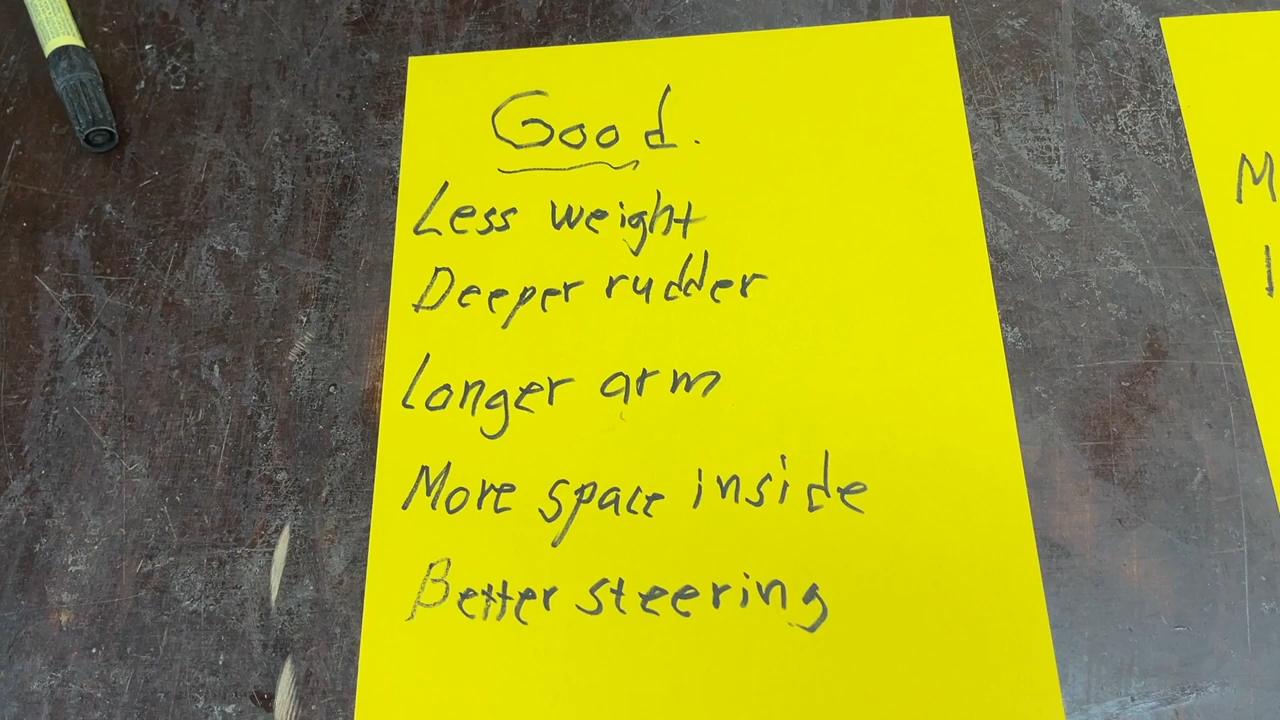 Good.
Less weight
Deeper rudder
Longer arm
More space inside
Better steering